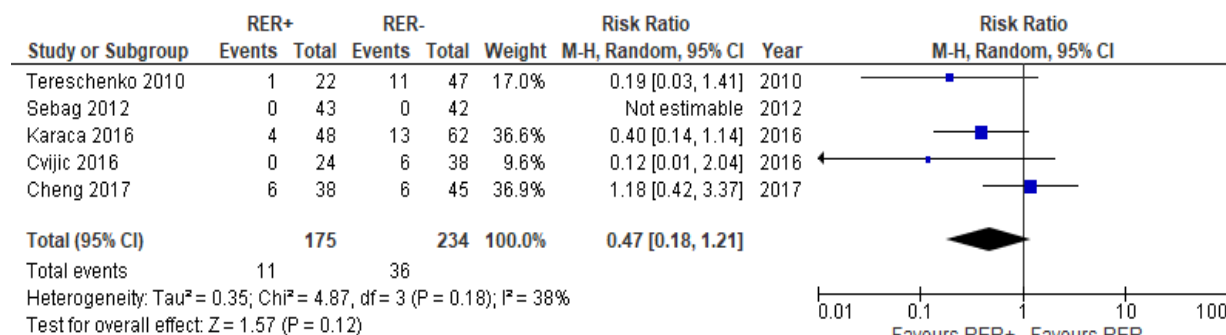 RER+ RER- Risk Ratio Risk Ratio
Study or Subgroup Events Total Events Total Weight M-H, Random, 95% CI Year M-H, Random, 95% CI
Tereschenko 2010 1 22 11 47 17.0% 0.19 [0.03, 1.41] 2010
Sebag 2012 0 43 0 42 Not estimable 2012
Karaca 2016 4 48 13 62 36.6% 0.40 [0.14, 1.14] 2016
Cvijic 2016 0 24 6 38 9.6% 0.12 [0.01, 2.04] 2016
Cheng 2017 6 38 6 45 36.9% 1.18 [0.42, 3.37] 2017
Total (95% CI) 175 234 100.0% 0.47 [0.18, 1.21]
Total events 11 36
Heterogeneity: Tau² = 0.35; Chi² = 4.87, df = 3 (P = 0.18); I² = 38%
Test for overall effect: Z = 1.57 (P = 0.12)
0.01 0.1 1 10 100
Favours RER+ Favours RER-